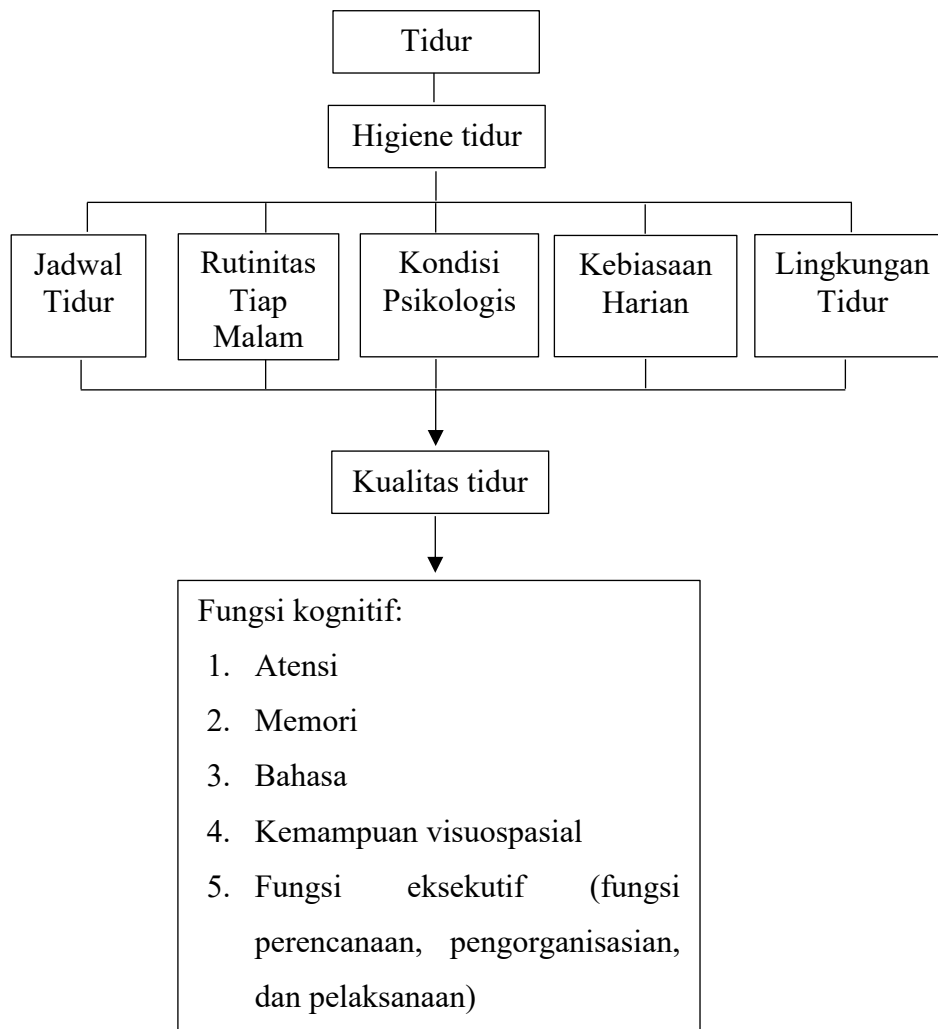 Tidur
Higiene tidur
Jadwal
Tidur
Rutinitas
Tiap
Malam
Kondisi
Psikologis
Kebiasaan
Harian
Lingkungan
Tidur
Kualitas tidur
Fungsi kognitif:
1. Atensi
2. Memori
3. Bahasa
4. Kemampuan visuospasial
5. Fungsi eksekutif (fungsi
perencanaan, pengorganisasian,
dan pelaksanaan)